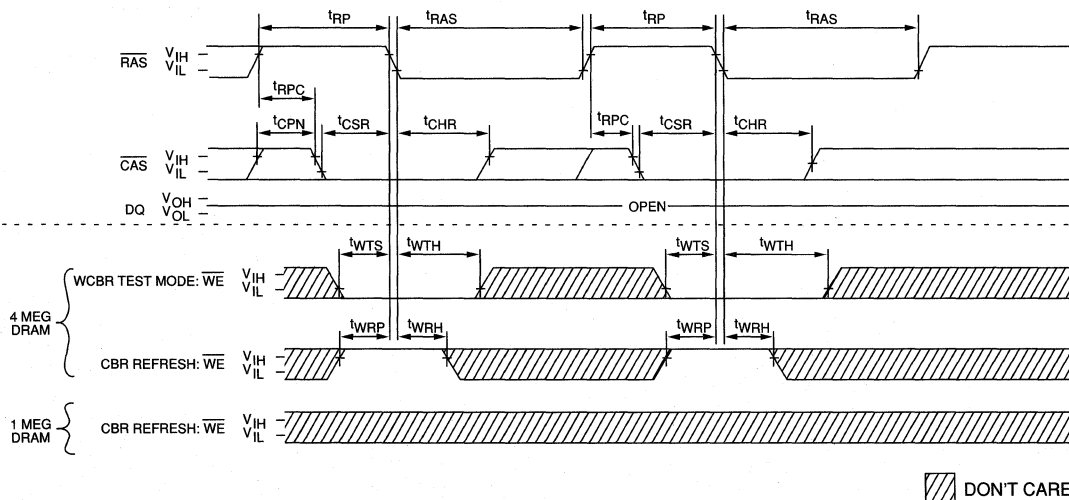 tRP tRAS tRP tRAS
RAS VIH
VIL
tRPC
tCPN tCSR tCHR tRPC tCSR tCHR
CAS VIH
VIL
DQ VOH
VOL
OPEN
tWTS tWTH tWTS tWTH
WCBR TEST MODE: WE VIH
VIL
4 MEG
DRAM
tWRP tWRH tWRP tWRH
CBR REFRESH: WE VIH
VIL
1 MEG
DRAM
CBR REFRESH: WE VIH
VIL
DON'T CARE